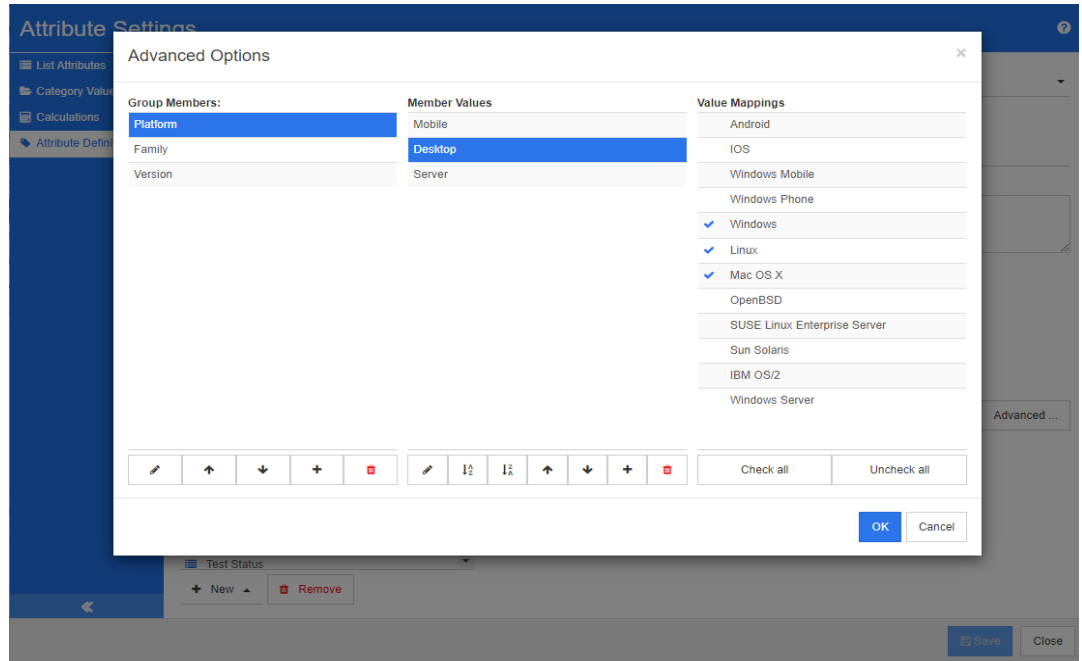 Attribute Settings
List Attributes
Category Value
Calculations
Attribute Defini
Advanced Options
Group Members:
Platform
Family
Version
Member Values
Mobile
Desktop
Server
Value Mappings
Android
IOS
Windows Mobile
Windows Phone
Windows
Linux
Mac OS X
OpenBSD
SUSE Linux Enterprise Server
Sun Solaris
IBM OS/2
Windows Server
Check all
Uncheck all
OK
Cancel
Advanced ...
Test Status
New
Remove
Save
Close